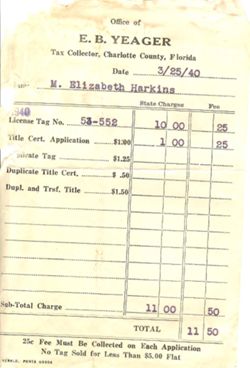 Office of
E. B. YEAGER
Tax Collector, Charlotte County, Florida
Date 3/25/40
M. Elizabeth Harkins
State Charges Fee
License Tag No. 53-552 10 00 25
Title Cert. Application $1.00 1 00 25
Tag $1.25
Duplicate Title Cert. $ .50
Dupl. and Trsf. Title $1.50
Sub-Total Charge 11 00 50
TOTAL 11 50
25c Fee Must Be Collected on Each Application
No Tag Sold for Less Than $5.00 Flat